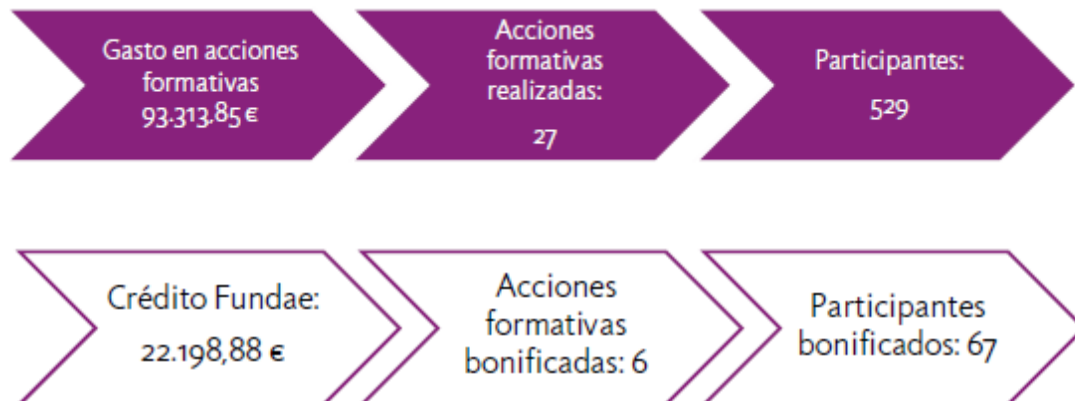 Gasto en acciones
formativas
93.313,85 €
Acciones
formativas
realizadas:
27
Participantes:
529
Crédito Fundae:
22.198,88 €
Acciones
formativas
bonificadas: 6
Participantes
bonificados: 67